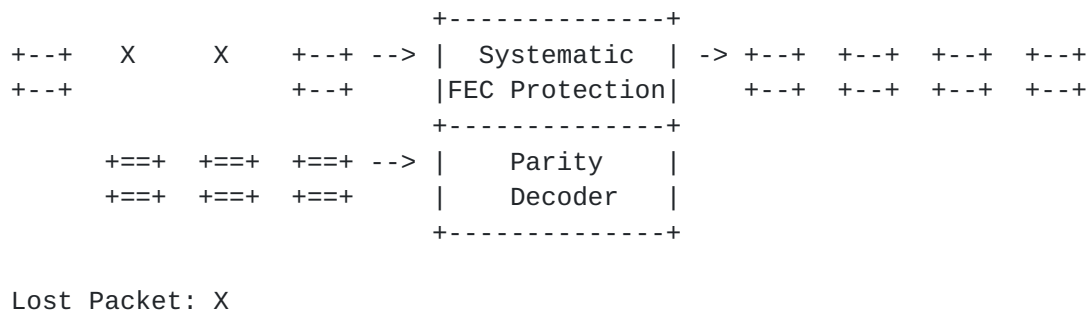 +--------------+
+--+   X     X    +--+ --> |  Systematic  | -> +--+  +--+  +--+  +--+
+--+              +--+     |FEC Protection|    +--+  +--+  +--+  +--+
                           +--------------+
      +==+  +==+  +==+ --> |    Parity    |
      +==+  +==+  +==+     |    Decoder   |
                           +--------------+
Lost Packet: X